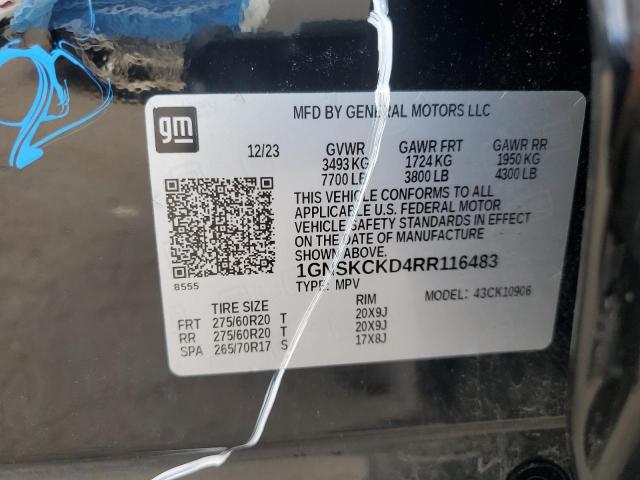 gm
MFD BY GENERAL MOTORS LLC
12/23 GVWR GAWR FRT GAWR RR
3493 KG 1724 KG 1950 KG
7700 LB 3800 LB 4300 LB
THIS VEHICLE CONFORMS TO ALL
APPLICABLE U.S. FEDERAL MOTOR
VEHICLE SAFETY STANDARDS IN EFFECT
ON THE DATE OF MANUFACTURE
SHOWN ABOVE.
1GNSKCKD4RR116483
8555
TYPE: MPV MODEL: 43CK10906
TIRE SIZE RIM
FRT 275/60R20 T 20X9J
RR 275/60R20 T 20X9J
SPA 265/70R17 S 17X8J